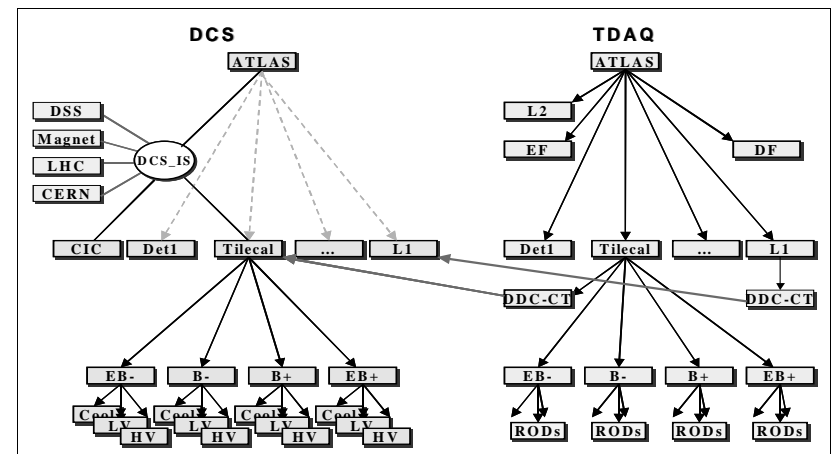 DCS
TDAQ
ATLAS
ATLAS
DSS
L2
Magnet
EF
DF
DCS_IS
LHC
CERN
CIC
Det1
Tilecal
...
L1
Det1
Tilecal
...
L1
DDC-CT
DDC-CT
EB-
B-
B+
EB+
EB-
B-
B+
EB+
Cool
Cool
Cool
Cool
LV
LV
LV
LV
HV
HV
HV
HV
RODs
RODs
RODs
RODs